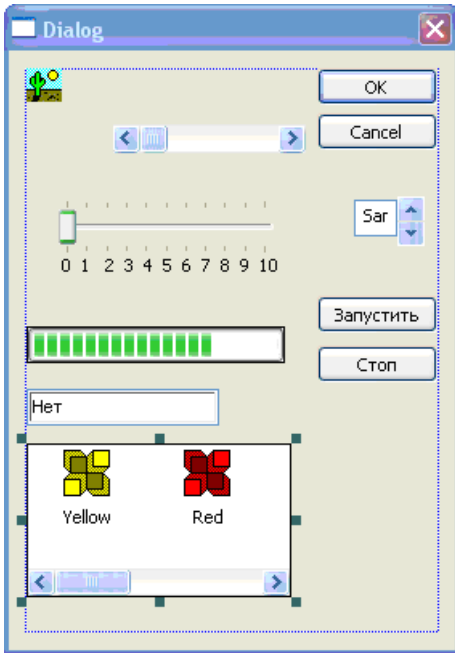 Dialog
OK
Cancel
Sar
0 1 2 3 4 5 6 7 8 9 10
Запустить
Стоп
Нет
Yellow Red